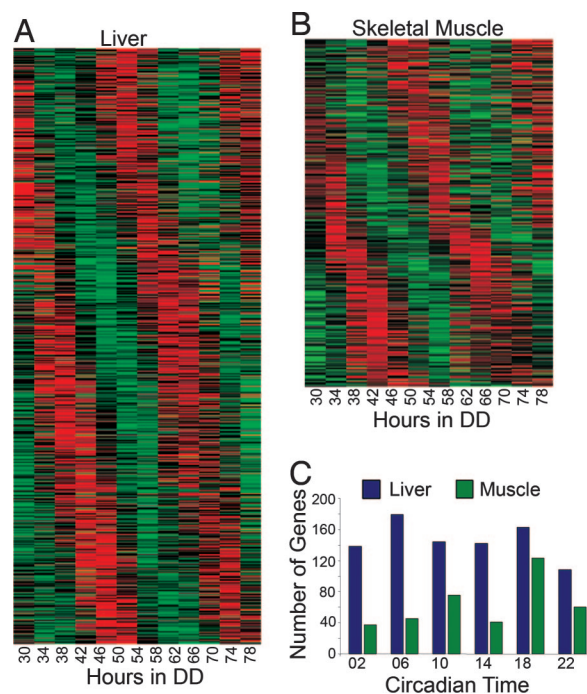 A
Liver
30 34 38 42 46 50 54 58 62 66 70 74 78
Hours in DD
B
Skeletal Muscle
30 34 38 42 46 50 54 58 62 66 70 74 78
Hours in DD
C
Liver Muscle
Number of Genes
200
160
120
80
40
0
02 06 10 14 18 22
Circadian Time